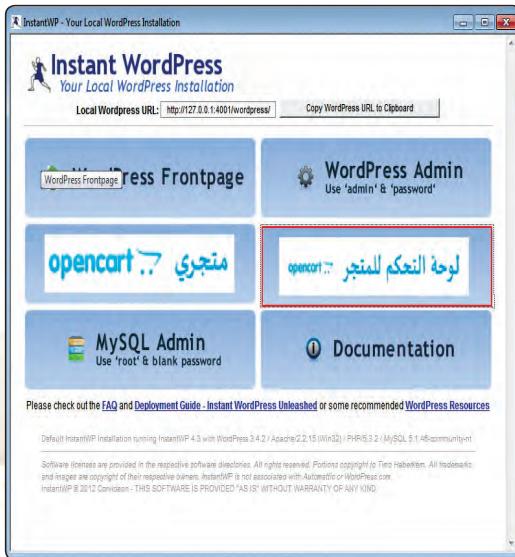 InstantWP - Your Local WordPress Installation
Instant WordPress
Your Local WordPress Installation
Local Wordpress URL: http://127.0.0.1:4001/wordpress/ Copy WordPress URL to Clipboard
ress Frontpage
WordPress Frontpage
WordPress Admin
Use 'admin' & 'password'
opencart متجري
لوحة التحكم للمتجر opencart
MySQL Admin
Use 'root' & blank password
Documentation
Please check out the FAQ and Deployment Guide - Instant WordPress Unleashed or some recommended WordPress Resources
Default InstantWP Installation running InstantWP 4.3 with WordPress 3.4.2 / Apache/2.2.15 (Win32) / PHP/5.3.2 / MySQL 5.1.46-community-nt
Software licenses are provided in the respective software directories. All rights reserved. Portions copyright to Timo Haberkern. All trademarks
and images are copyright of their respective owners. InstantWP is not associated with Automattic or WordPress.com.
InstantWP © 2012 Corvideon - THIS SOFTWARE IS PROVIDED "AS IS" WITHOUT WARRANTY OF ANY KIND.